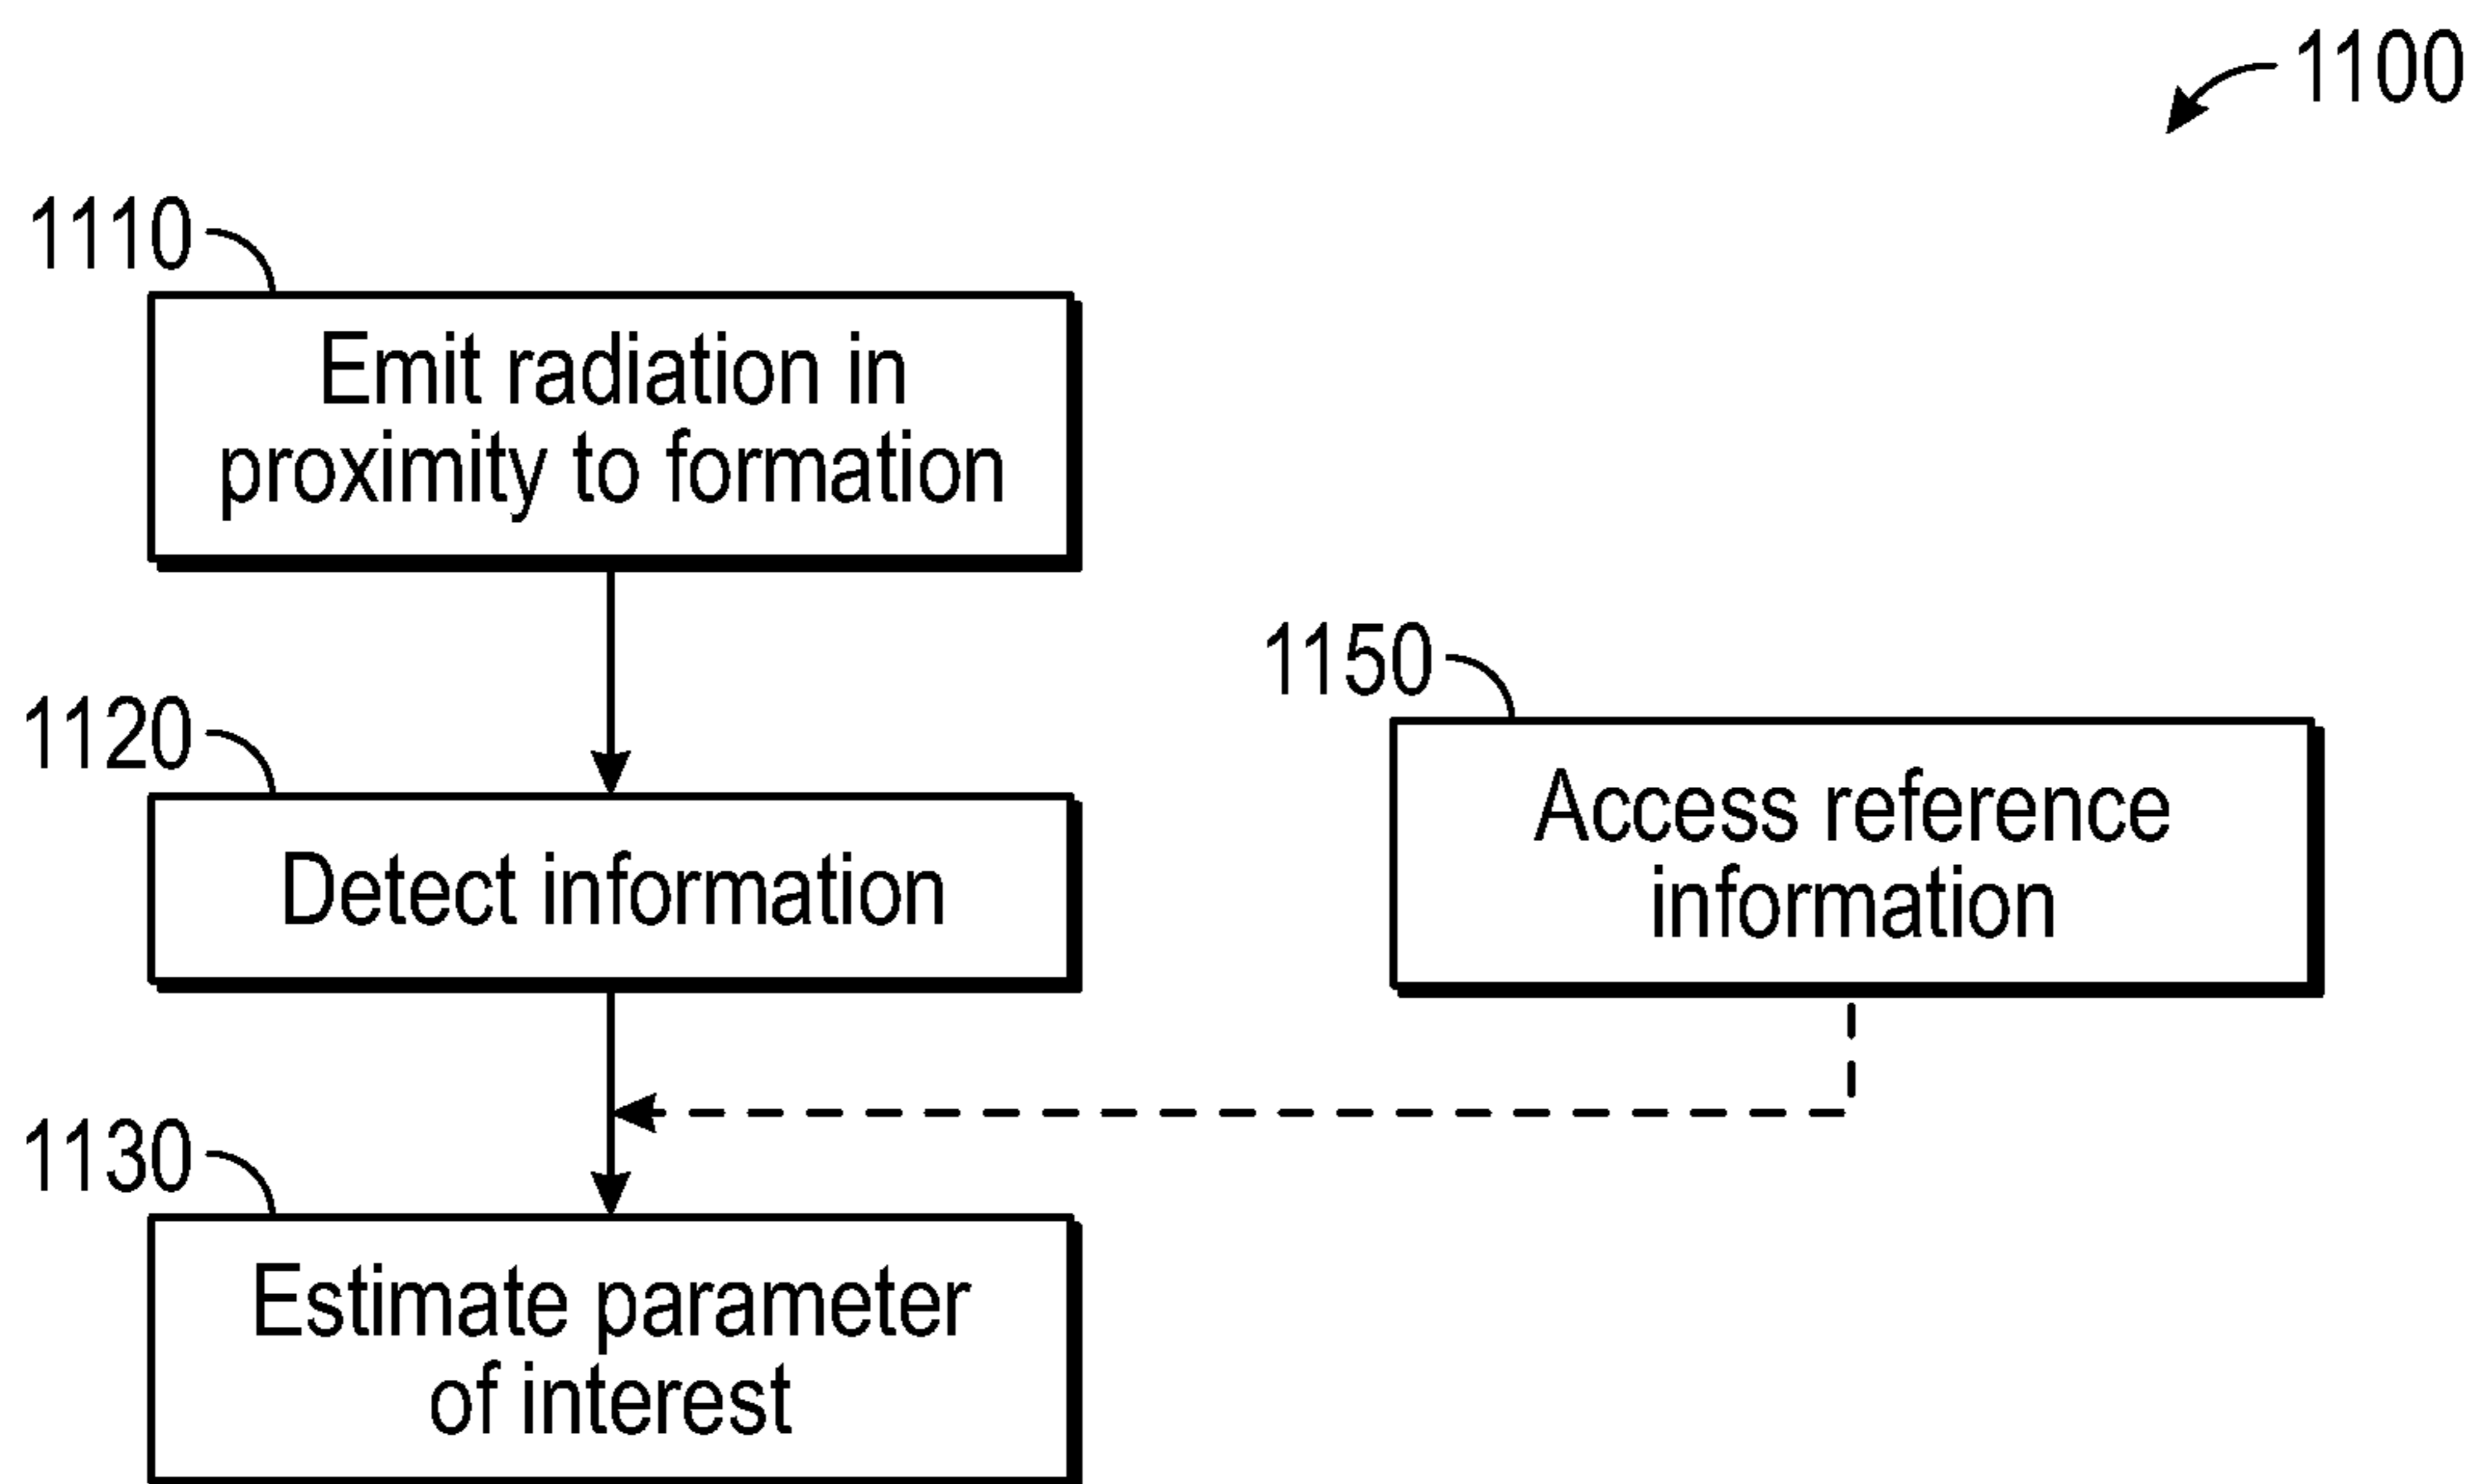 1100
1110
Emit radiation in
proximity to formation
1120
Detect information
1150
Access reference
information
1130
Estimate parameter
of interest